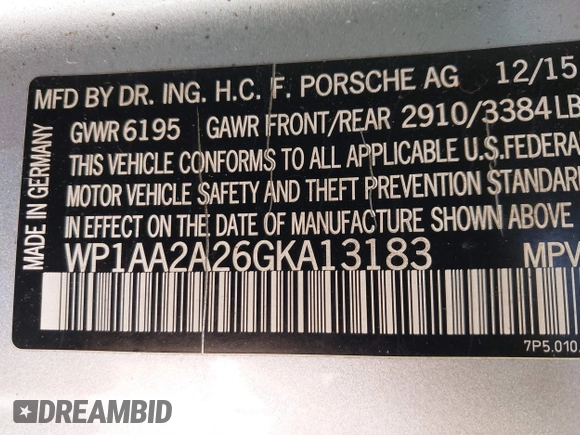 MFD BY DR. ING. H.C. F. PORSCHE AG 12/15
GVWR 6195 GAWR FRONT/REAR 2910/3384 LB
THIS VEHICLE CONFORMS TO ALL APPLICABLE U.S.FEDERA
MOTOR VEHICLE SAFETY AND THEFT PREVENTION STANDAR
IN EFFECT ON THE DATE OF MANUFACTURE SHOWN ABOVE
WP1AA2A26GKA13183 MPV
MADE IN GERMANY
7P5.010.
DREAMBID